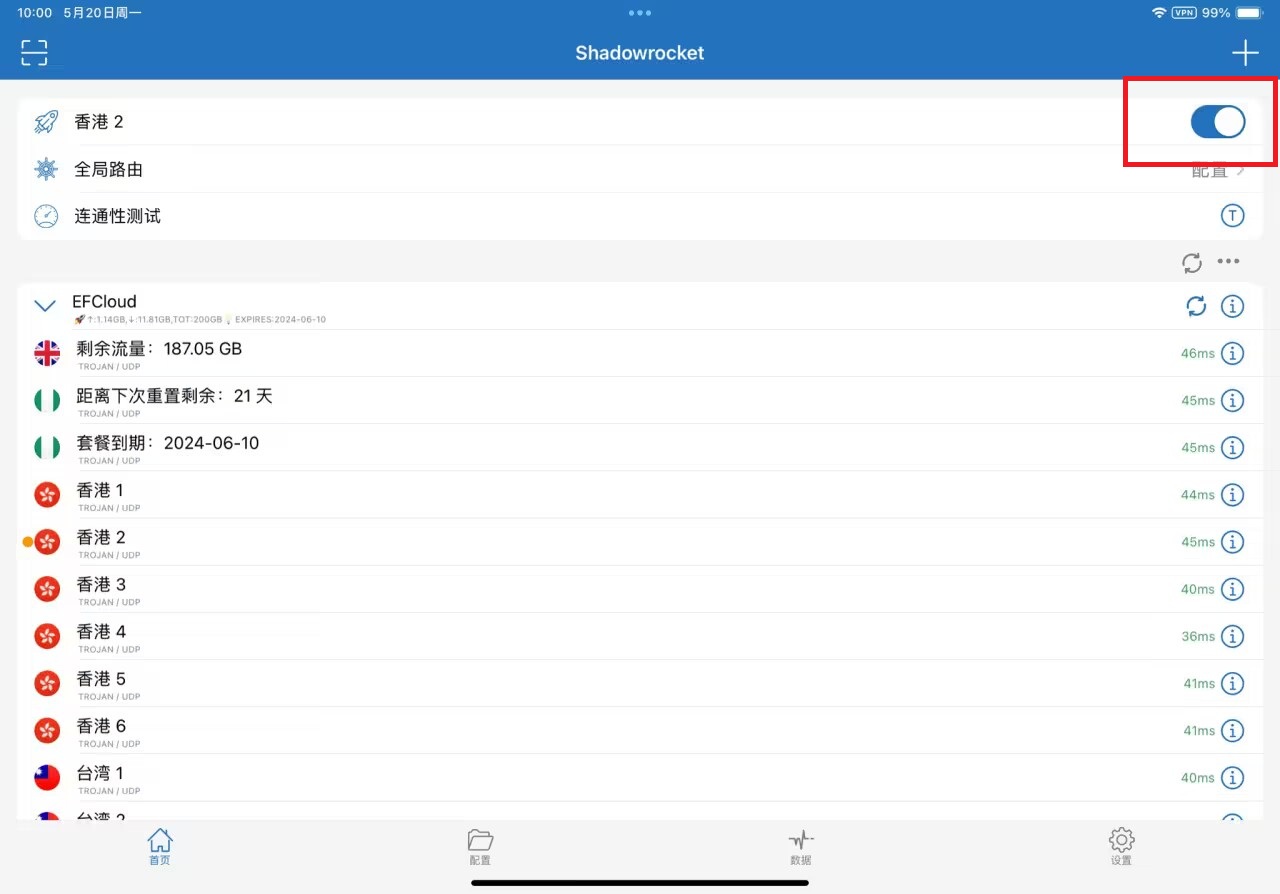 10:00 5月20日周一
VPN 99%
Shadowrocket
香港 2
全局路由
配置
连通性测试
T
EFCloud
↑:1.14GB,↓:11.81GB,TOT:200GB💡EXPIRES:2024-06-10
剩余流量：187.05 GB
46ms
TROJAN / UDP
距离下次重置剩余：21 天
45ms
TROJAN / UDP
套餐到期：2024-06-10
45ms
TROJAN / UDP
香港 1
44ms
TROJAN / UDP
香港 2
45ms
TROJAN / UDP
香港 3
40ms
TROJAN / UDP
香港 4
36ms
TROJAN / UDP
香港 5
41ms
TROJAN / UDP
香港 6
41ms
TROJAN / UDP
台湾 1
40ms
TROJAN / UDP
台湾 2
首页
配置
数据
设置